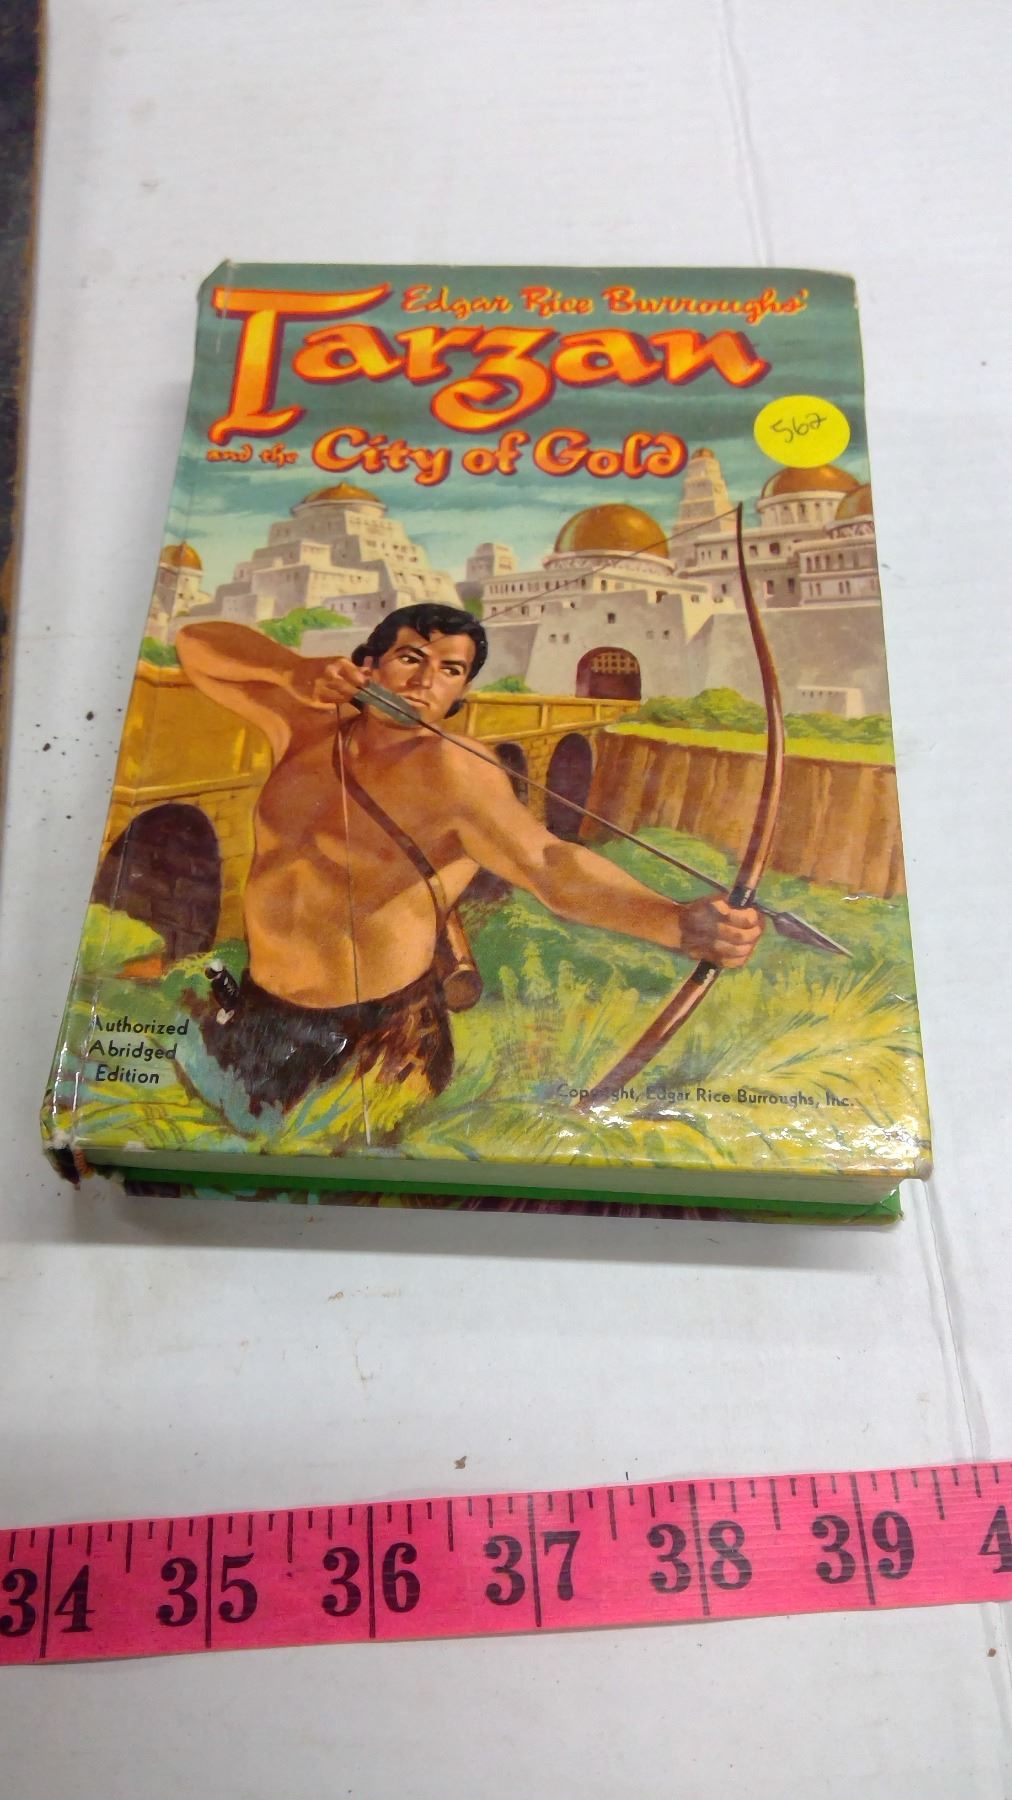 Edgar Rice Burroughs'
Tarzan
and the City of Gold
562
Authorized
Abridged
Edition
Copyright, Edgar Rice Burroughs, Inc.
34 35 36 37 38 39 4